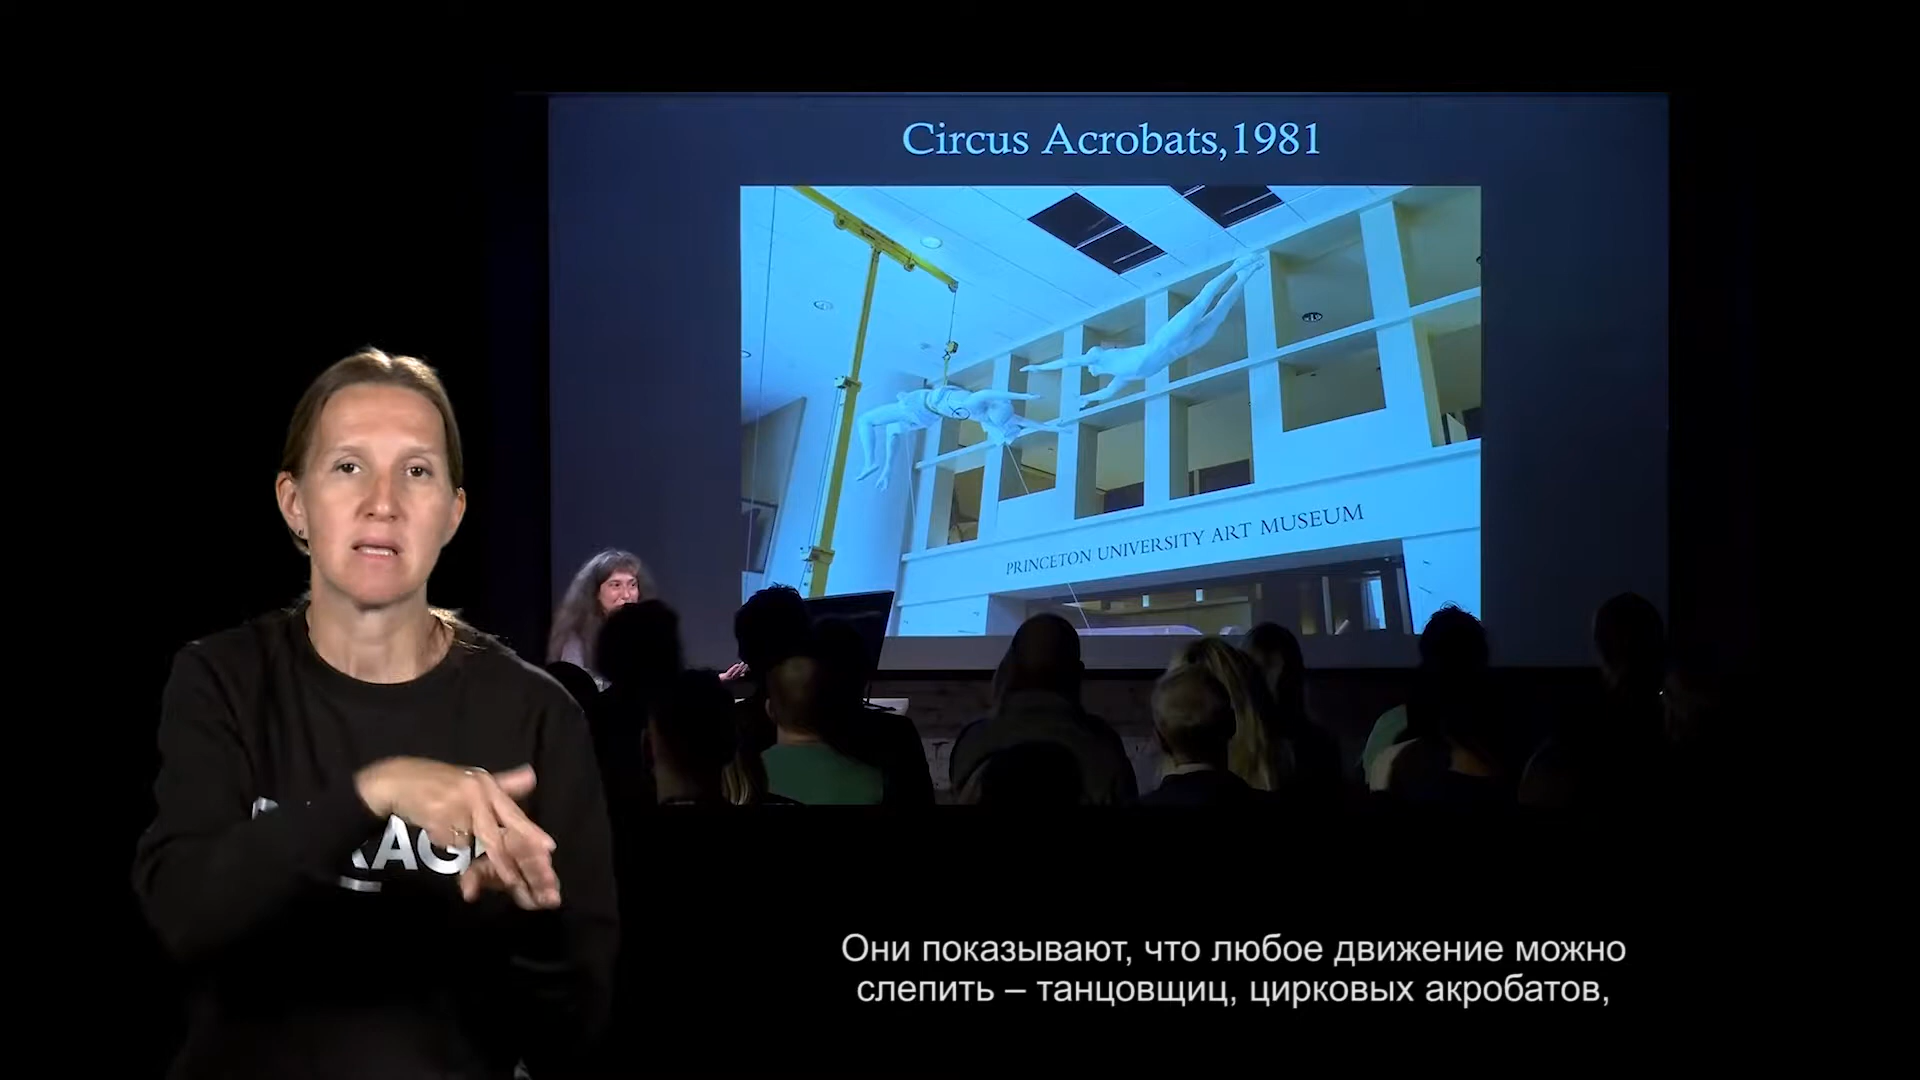 Circus Acrobats,1981
PRINCETON UNIVERSITY ART MUSEUM
Они показывают, что любое движение можно
слепить – танцовщиц, цирковых акробатов,